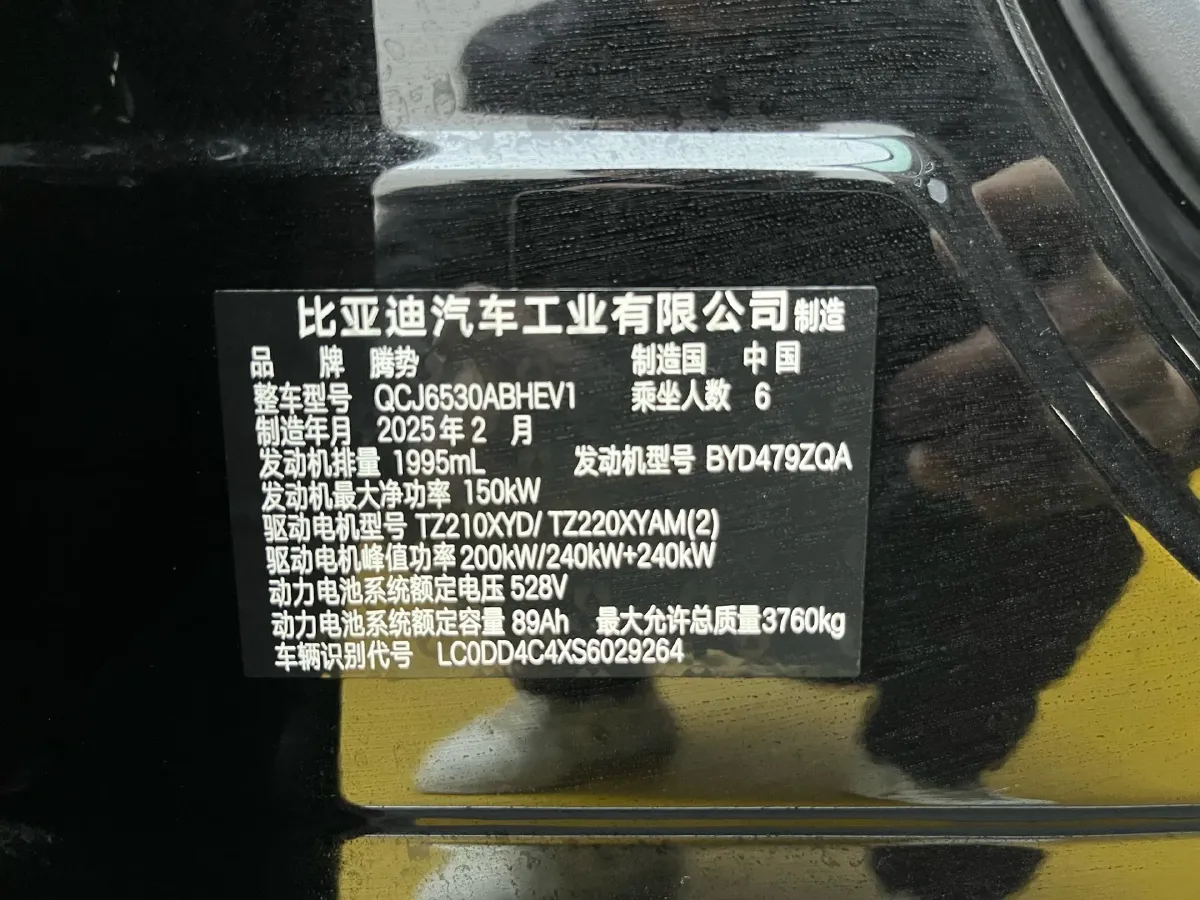 比亚迪汽车工业有限公司制造
品 牌 腾势 制造国 中国
整车型号 QCJ6530ABHEV1 乘坐人数 6
制造年月 2025年2 月
发动机排量 1995mL 发动机型号 BYD479ZQA
发动机最大净功率 150kW
驱动电机型号 TZ210XYD/ TZ220XYAM(2)
驱动电机峰值功率 200kW/240kW+240kW
动力电池系统额定电压 528V
动力电池系统额定容量 89Ah 最大允许总质量3760kg
车辆识别代号 LC0DD4C4XS6029264